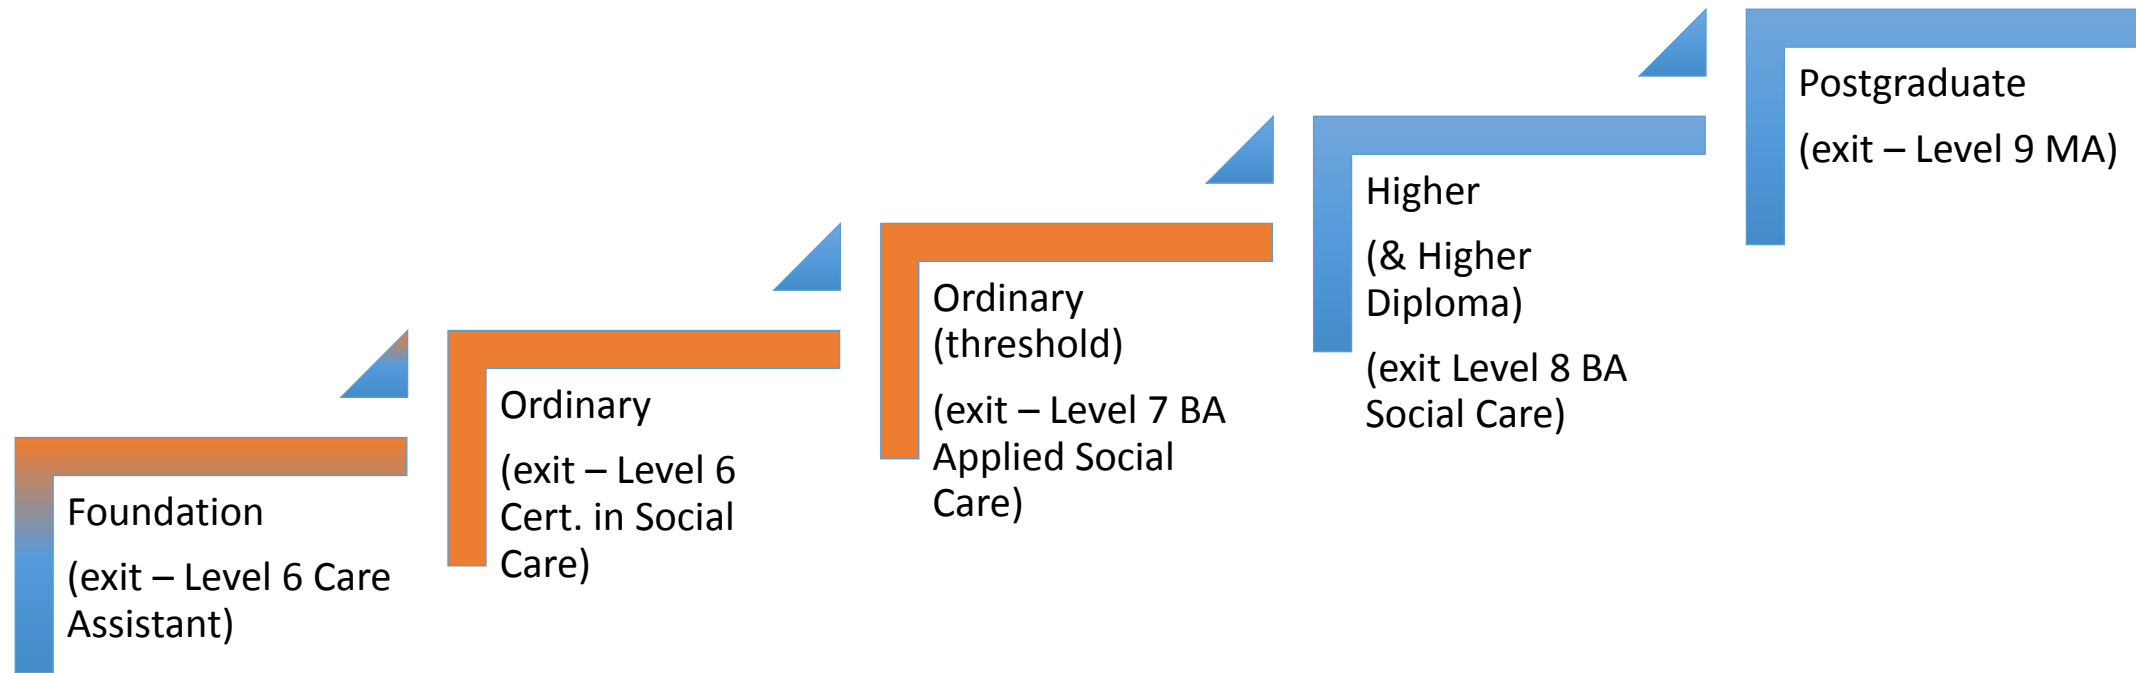 Foundation
(exit – Level 6 Care
Assistant)
Ordinary
(exit – Level 6
Cert. in Social
Care)
Ordinary
(threshold)
(exit – Level 7 BA
Applied Social
Care)
Higher
(& Higher
Diploma)
(exit Level 8 BA
Social Care)
Postgraduate
(exit – Level 9 MA)